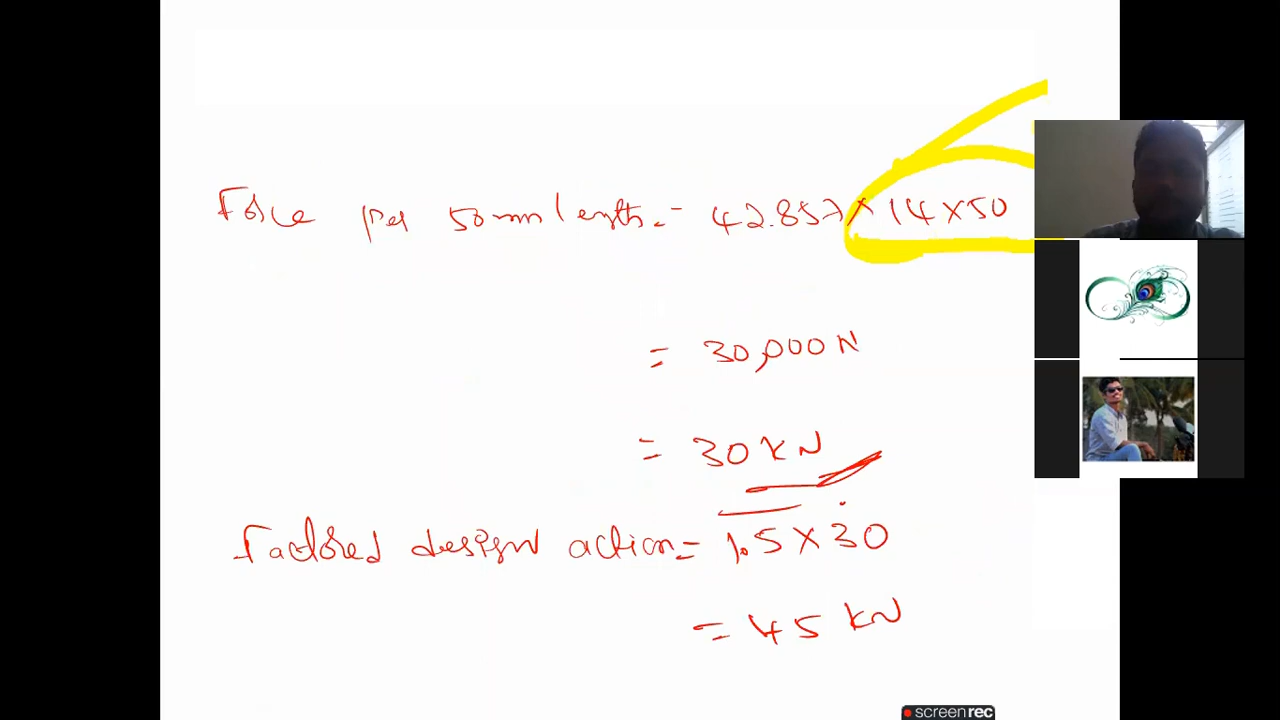 Force per 50mm length = 42.857 × 14 × 50
= 30,000 N
= 30 KN
Factored design action = 1.5 × 30
= 45 KN
screenrec